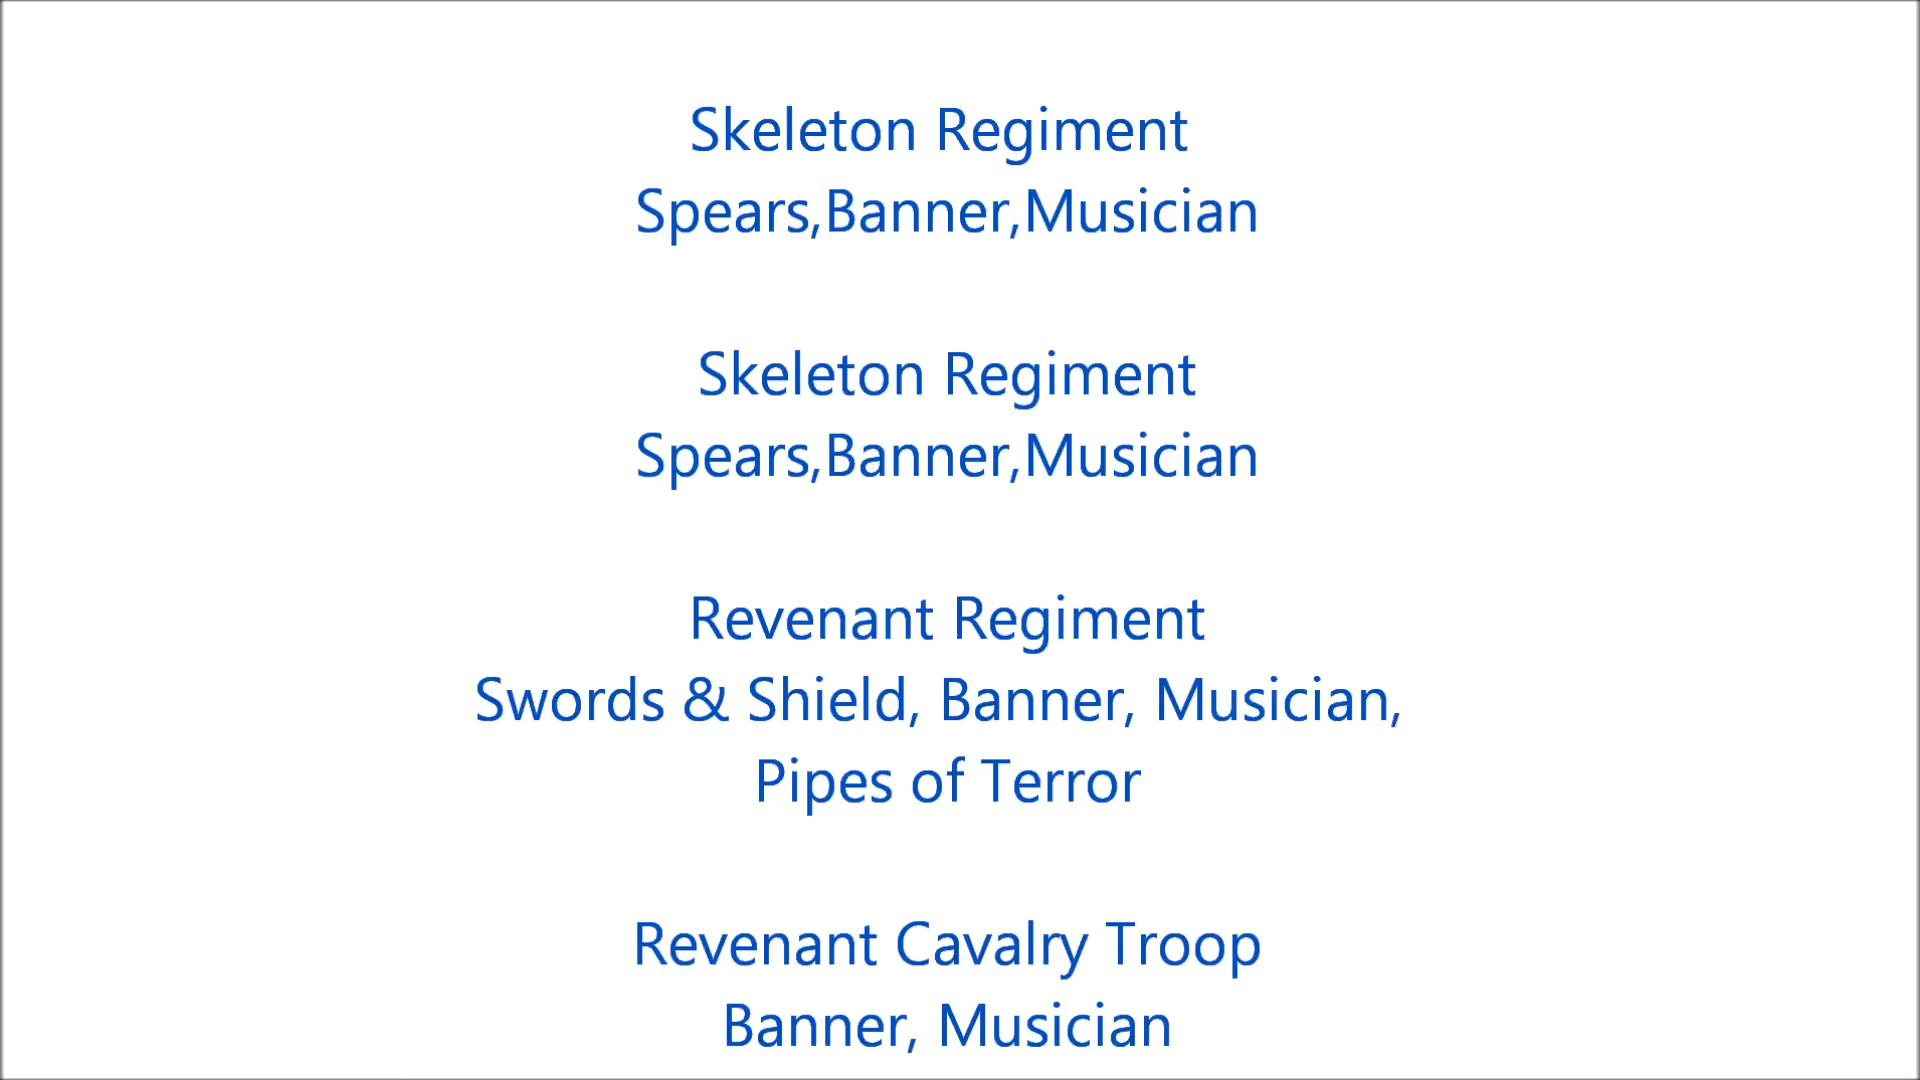 Skeleton Regiment
Spears,Banner,Musician
Skeleton Regiment
Spears,Banner,Musician
Revenant Regiment
Swords & Shield, Banner, Musician,
Pipes of Terror
Revenant Cavalry Troop
Banner, Musician